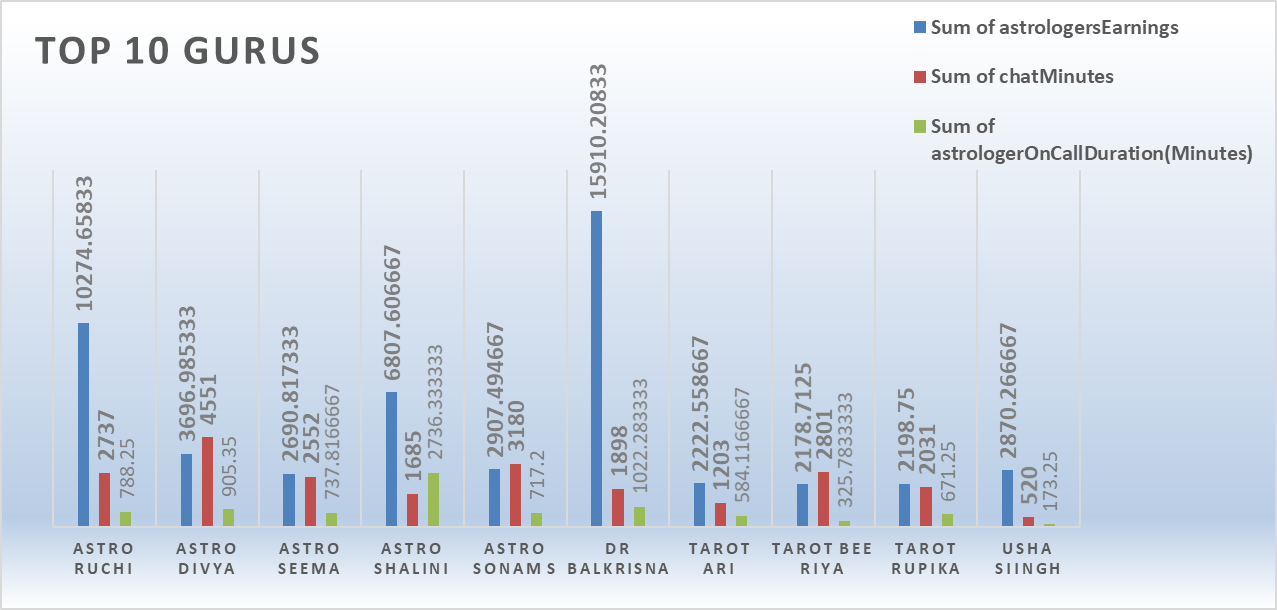 TOP 10 GURUS
Sum of astrologersEarnings
Sum of chatMinutes
Sum of
astrologerOnCallDuration(Minutes)
10274.65833
2737
788.25
3696.985333
4551
905.35
2690.817333
2552
737.8166667
6807.606667
1685
2736.333333
2907.494667
3180
717.2
15910.20833
1898
1022.283333
2222.558667
1203
584.1166667
2178.7125
2801
325.7833333
2198.75
2031
671.25
2870.266667
520
173.25
ASTRO
RUCHI
ASTRO
DIVYA
ASTRO
SEEMA
ASTRO
SHALINI
ASTRO
SONAM S
DR
BALKRISNA
TAROT
ARI
TAROT BEE
RIYA
TAROT
RUPIKA
USHA
SIINGH